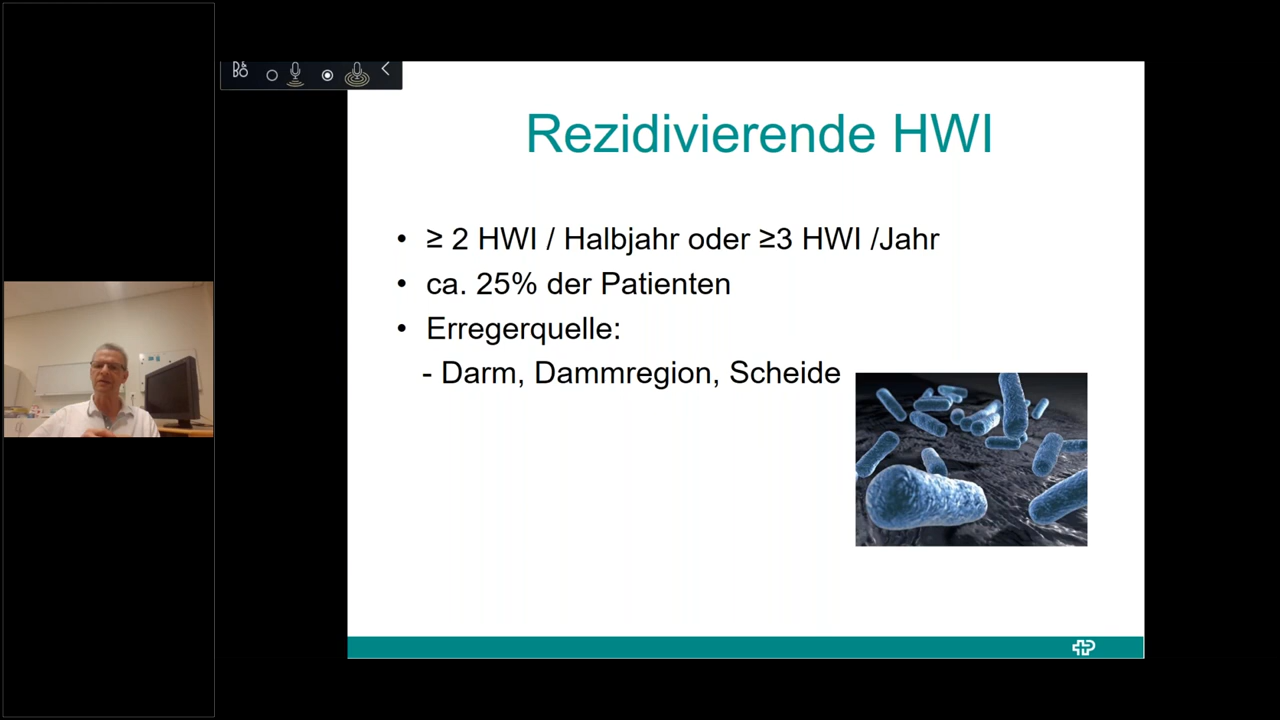 Rezidivierende HWI
• ≥ 2 HWI / Halbjahr oder ≥3 HWI /Jahr
• ca. 25% der Patienten
• Erregerquelle:
- Darm, Dammregion, Scheide